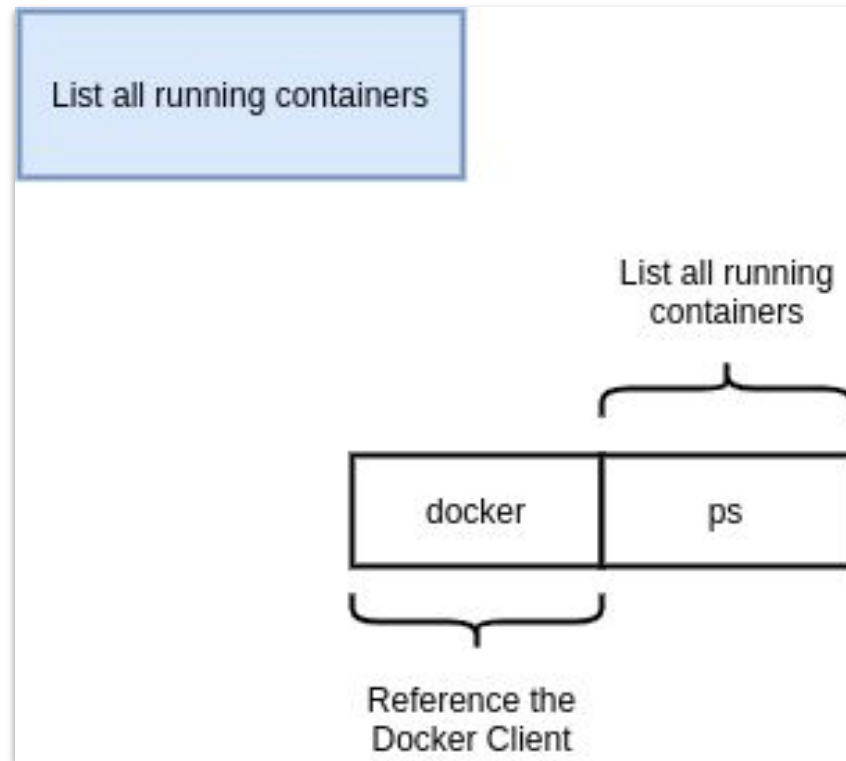 List all running containers
List all running
containers
docker ps
Reference the
Docker Client